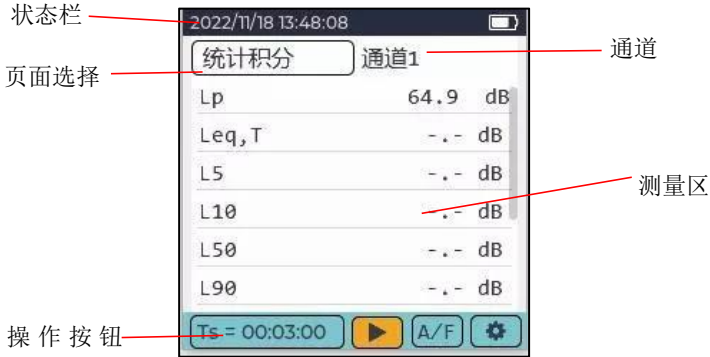 状态栏
2022/11/18 13:48:08
统计积分 通道1
通道
页面选择
Lp 64.9 dB
Leq,T -.- dB
L5 -.- dB
测量区
L10 -.- dB
L50 -.- dB
L90 -.- dB
操作按钮
Ts = 00:03:00 A/F